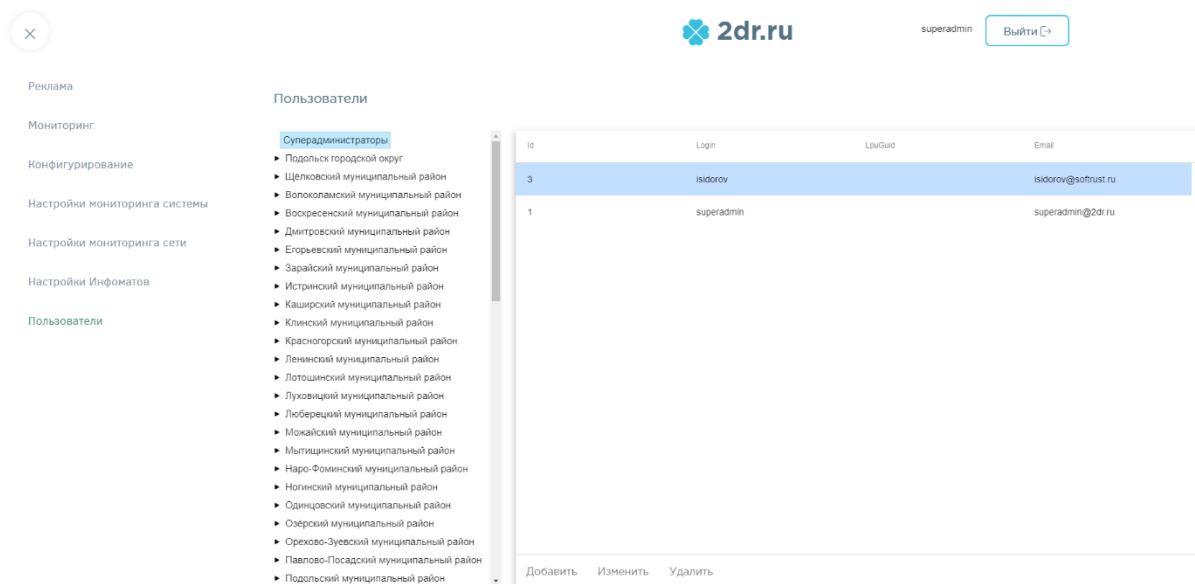 2dr.ru
superadmin
Выйти
Реклама
Мониторинг
Конфигурирование
Настройки мониторинга системы
Настройки мониторинга сети
Настройки Инфоматов
Пользователи
Пользователи
Суперадминистраторы
Подольск городской округ
Щёлковский муниципальный район
Волоколамский муниципальный район
Воскресенский муниципальный район
Дмитровский муниципальный район
Егорьевский муниципальный район
Зарайский муниципальный район
Истринский муниципальный район
Каширский муниципальный район
Клинский муниципальный район
Красногорский муниципальный район
Ленинский муниципальный район
Лотошинский муниципальный район
Луховицкий муниципальный район
Люберецкий муниципальный район
Можайский муниципальный район
Мытищинский муниципальный район
Наро-Фоминский муниципальный район
Ногинский муниципальный район
Одинцовский муниципальный район
Озёрский муниципальный район
Орехово-Зуевский муниципальный район
Павлово-Посадский муниципальный район
Подольский муниципальный район
Id Login LpuGuid Email
3 isidorov isidorov@softrust.ru
1 superadmin superadmin@2dr.ru
Добавить Изменить Удалить